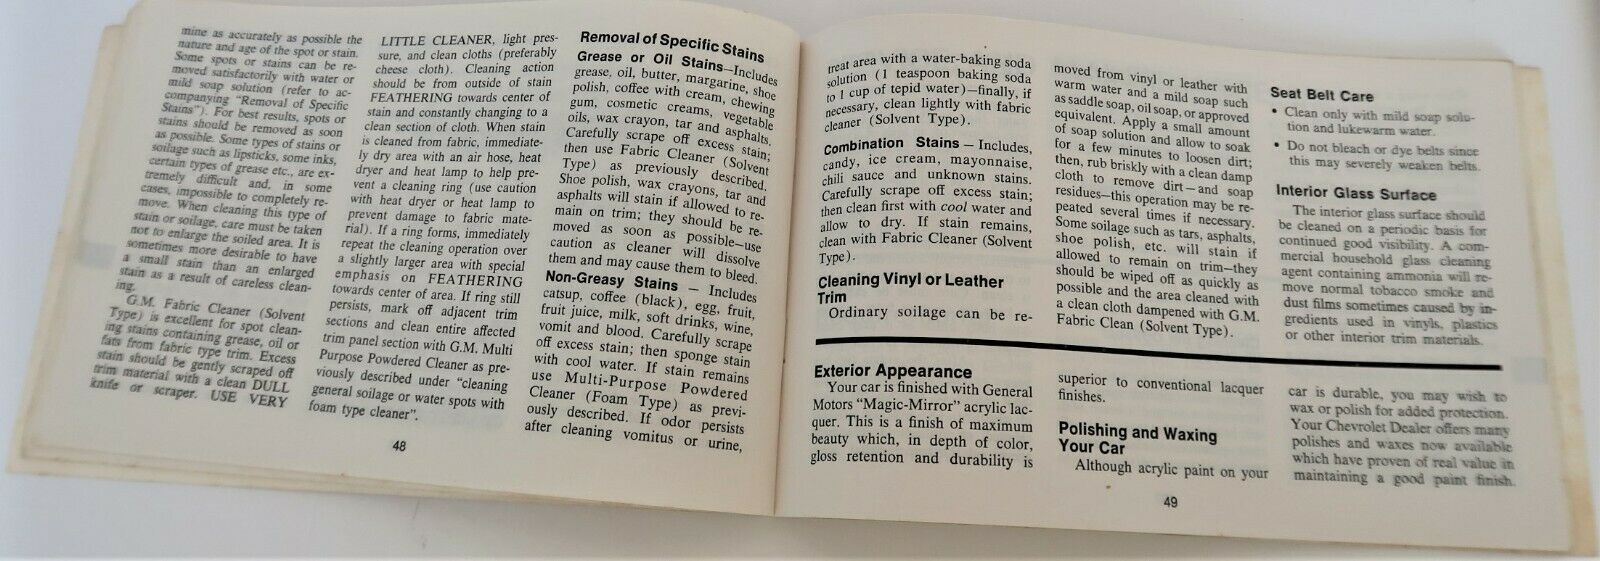 mine as accurately as possible the
nature and age of the spot or stain.
Some spots or stains can be re-
moved satisfactorily with water or
mild soap solution (refer to ac-
companying "Removal of Specific
Stains"). For best results, spots or
stains should be removed as soon
as possible. Some types of stains or
soilage such as lipsticks, some inks,
certain types of grease etc., are ex-
tremely difficult and, in some
cases, impossible to completely re-
move. When cleaning this type of
stain or soilage, care must be taken
not to enlarge the soiled area. It is
sometimes more desirable to have
a small stain than an enlarged
stain as a result of careless clean-
ing.
G.M. Fabric Cleaner (Solvent
Type) is excellent for spot clean-
ing stains containing grease, oil or
fats from fabric type trim. Excess
stain should be gently scraped off
trim material with a clean DULL
knife or scraper. USE VERY
LITTLE CLEANER, light pres-
sure, and clean cloths (preferably
cheese cloth). Cleaning action
should be from outside of stain
FEATHERING towards center of
stain and constantly changing to a
clean section of cloth. When stain
is cleaned from fabric, immediate-
ly dry area with an air hose, heat
dryer and heat lamp to help pre-
vent a cleaning ring (use caution
with heat dryer or heat lamp to
prevent damage to fabric mate-
rial). If a ring forms, immediately
repeat the cleaning operation over
a slightly larger area with special
emphasis on FEATHERING
towards center of area. If ring still
persists, mark off adjacent trim
sections and clean entire affected
trim panel section with G.M. Multi
Purpose Powdered Cleaner as pre-
viously described under "cleaning
general soilage or water spots with
foam type cleaner".
Removal of Specific Stains
Grease or Oil Stains—Includes
grease, oil, butter, margarine, shoe
polish, coffee with cream, chewing
gum, cosmetic creams, vegetable
oils, wax crayon, tar and asphalts.
Carefully scrape off excess stain;
then use Fabric Cleaner (Solvent
Type) as previously described.
Shoe polish, wax crayons, tar and
asphalts will stain if allowed to re-
main on trim; they should be re-
moved as soon as possible—use
caution as cleaner will dissolve
them and may cause them to bleed.
Non-Greasy Stains — Includes
catsup, coffee (black), egg, fruit,
fruit juice, milk, soft drinks, wine,
vomit and blood. Carefully scrape
off excess stain; then sponge stain
with cool water. If stain remains
use Multi-Purpose Powdered
Cleaner (Foam Type) as previ-
ously described. If odor persists
after cleaning vomitus or urine,
48
treat area with a water-baking soda
solution (1 teaspoon baking soda
to 1 cup of tepid water)—finally, if
necessary, clean lightly with fabric
cleaner (Solvent Type).
Combination Stains — Includes,
candy, ice cream, mayonnaise,
chili sauce and unknown stains.
Carefully scrape off excess stain;
then clean first with cool water and
allow to dry. If stain remains,
clean with Fabric Cleaner (Solvent
Type).
Cleaning Vinyl or Leather
Trim
Ordinary soilage can be re-
moved from vinyl or leather with
warm water and a mild soap such
as saddle soap, oil soap, or approved
equivalent. Apply a small amount
of soap solution and allow to soak
for a few minutes to loosen dirt;
then, rub briskly with a clean damp
cloth to remove dirt—and soap
residues—this operation may be re-
peated several times if necessary.
Some soilage such as tars, asphalts,
shoe polish, etc. will stain if
allowed to remain on trim—they
should be wiped off as quickly as
possible and the area cleaned with
a clean cloth dampened with G.M.
Fabric Clean (Solvent Type).
Seat Belt Care
• Clean only with mild soap solu-
tion and lukewarm water.
• Do not bleach or dye belts since
this may severely weaken belts.
Interior Glass Surface
The interior glass surface should
be cleaned on a periodic basis for
continued good visibility. A com-
mercial household glass cleaning
agent containing ammonia will re-
move normal tobacco smoke and
dust films sometimes caused by in-
gredients used in vinyls, plastics
or other interior trim materials.
Exterior Appearance
Your car is finished with General
Motors "Magic-Mirror" acrylic lac-
quer. This is a finish of maximum
beauty which, in depth of color,
gloss retention and durability is
superior to conventional lacquer
finishes.
Polishing and Waxing
Your Car
Although acrylic paint on your
car is durable, you may wish to
wax or polish for added protection.
Your Chevrolet Dealer offers many
polishes and waxes now available
which have proven of real value in
maintaining a good paint finish.
49